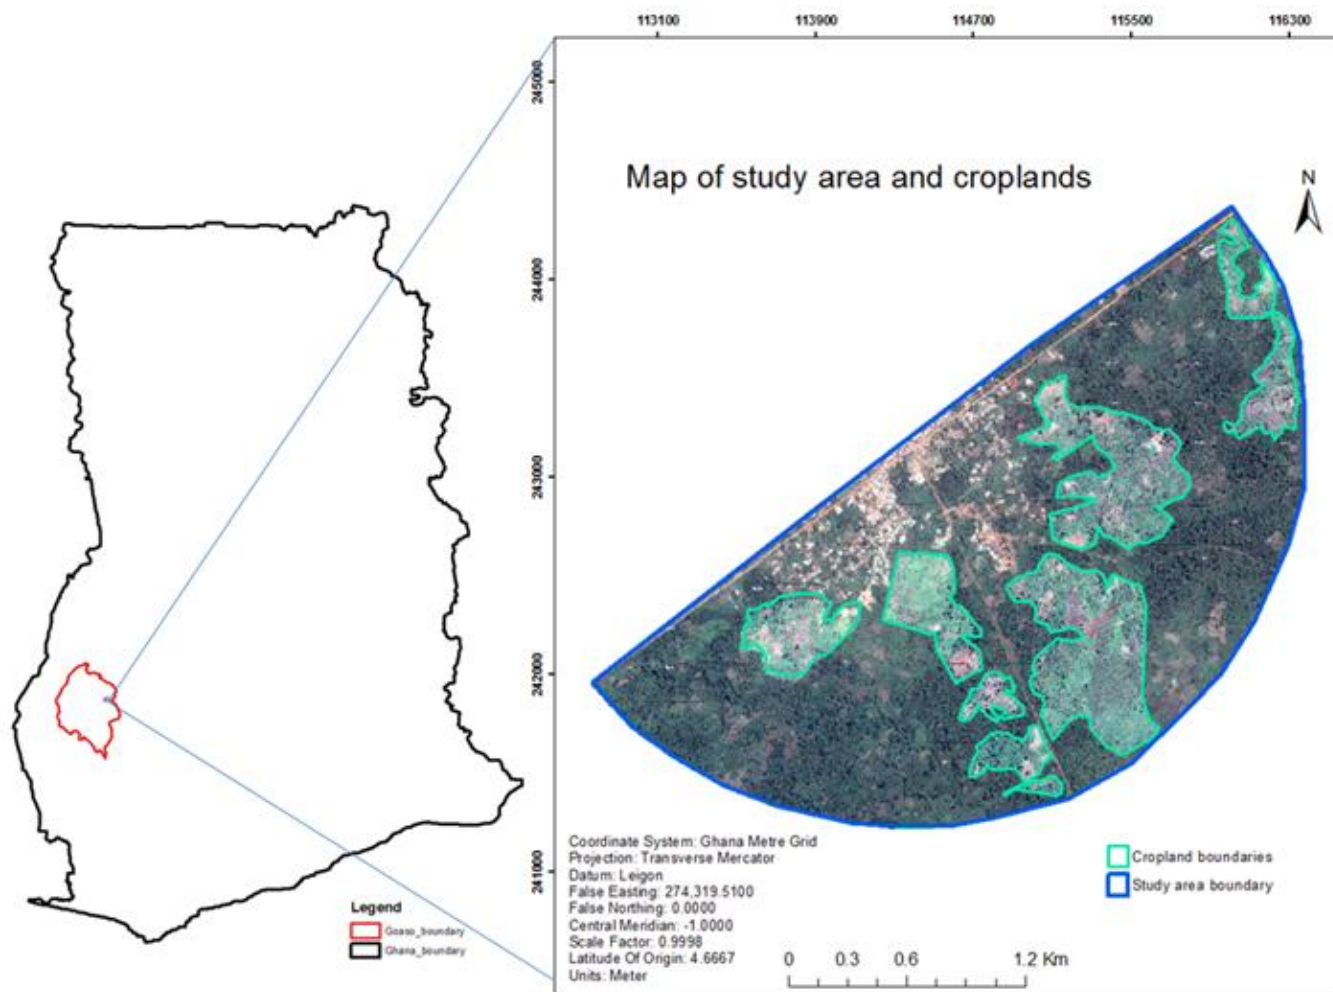 113100 113900 114700 115500 116300
245000
Map of study area and croplands
N
244000
243000
242000
241000
Coordinate System: Ghana Metre Grid
Projection: Transverse Mercator
Datum: Leigon
False Easting: 274,319.5100
False Northing: 0.0000
Central Meridian: -1.0000
Scale Factor: 0.9998
Latitude Of Origin: 4.6667
Units: Meter
Cropland boundaries
Study area boundary
Legend
Goaso_boundary
Ghana_boundary
0 0.3 0.6 1.2 Km